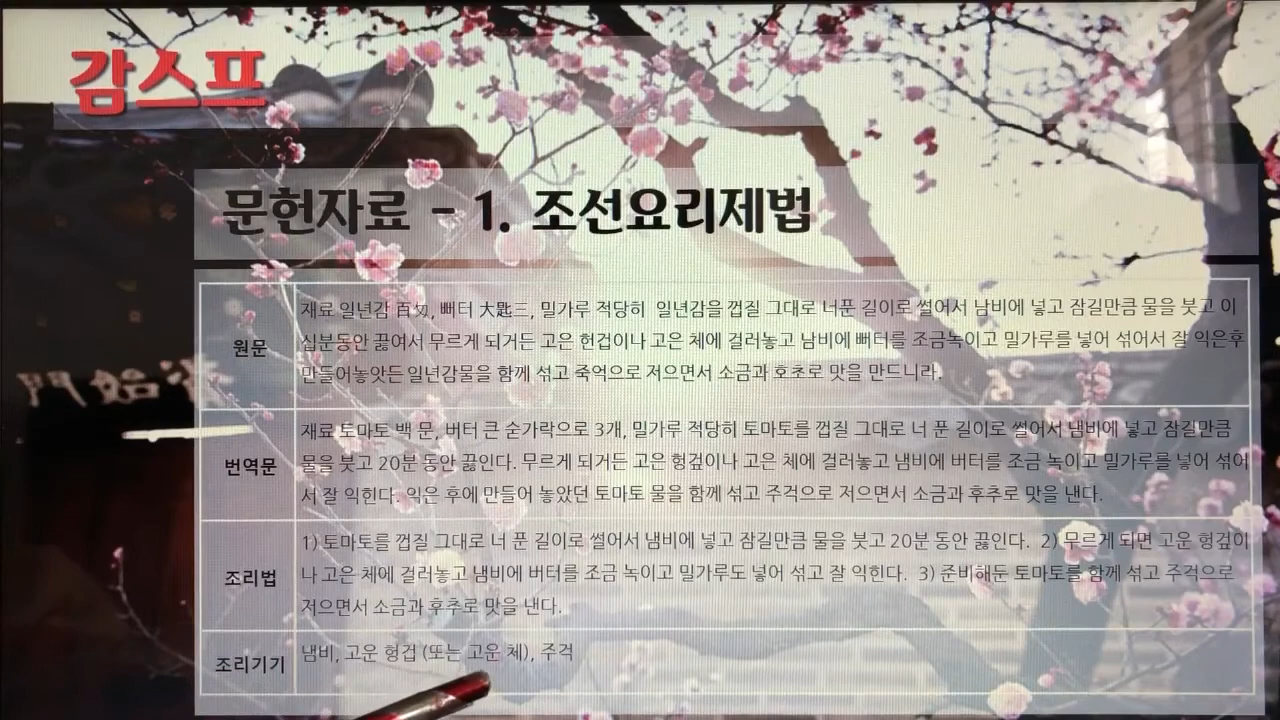 감스프
문헌자료 - 1. 조선요리제법
원문
재료 일년감 百匁, 뻐터 大匙三, 밀가루 적당히 일년감을 껍질 그대로 너푼 길이로 썰어서 남비에 넣고 잠길만큼 물을 붓고 이
십분동안 끓여서 무르게 되거든 고은 헌겁이나 고은 체에 걸러놓고 남비에 뻐터를 조금녹이고 밀가루를 넣어 섞어서 잘 익은후
만들어놓앗든 일년감물을 함께 섞고 죽억으로 저으면서 소금과 호초로 맛을 만드니라.
번역문
재료 토마토 백 문, 버터 큰 숟가락으로 3개, 밀가루 적당히 토마토를 껍질 그대로 너 푼 길이로 썰어서 냄비에 넣고 잠길만큼
물을 붓고 20분 동안 끓인다. 무르게 되거든 고은 헝겊이나 고은 체에 걸러놓고 냄비에 버터를 조금 녹이고 밀가루를 넣어 섞어
서 잘 익힌다. 익은 후에 만들어 놓았던 토마토 물을 함께 섞고 주걱으로 저으면서 소금과 후추로 맛을 낸다.
조리법
1) 토마토를 껍질 그대로 너 푼 길이로 썰어서 냄비에 넣고 잠길만큼 물을 붓고 20분 동안 끓인다. 2) 무르게 되면 고운 헝겊이
나 고은 체에 걸러놓고 냄비에 버터를 조금 녹이고 밀가루도 넣어 섞고 잘 익힌다. 3) 준비해둔 토마토를 함께 섞고 주걱으로
저으면서 소금과 후추로 맛을 낸다.
조리기기
냄비, 고운 헝겁 (또는 고운 체), 주걱